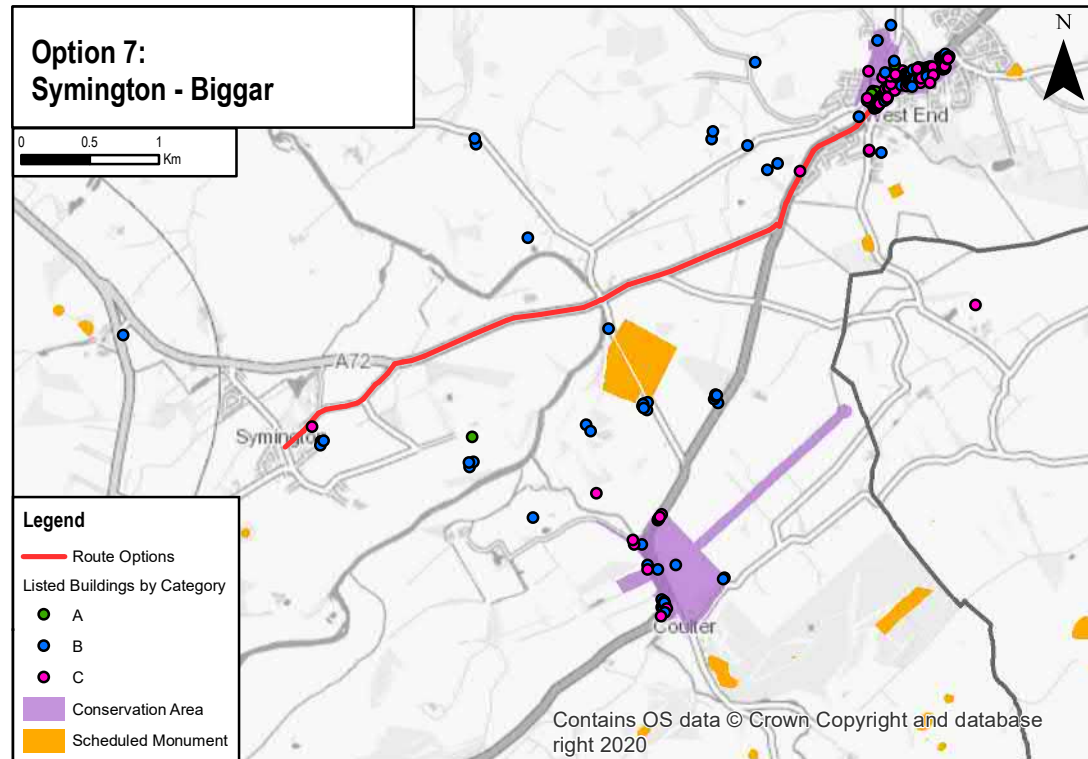 Option 7:
Symington - Biggar
0 0.5 1
Km
N
West End
A72
Symington
Coulter
Legend
Route Options
Listed Buildings by Category
A
B
C
Conservation Area
Scheduled Monument
Contains OS data © Crown Copyright and database
right 2020